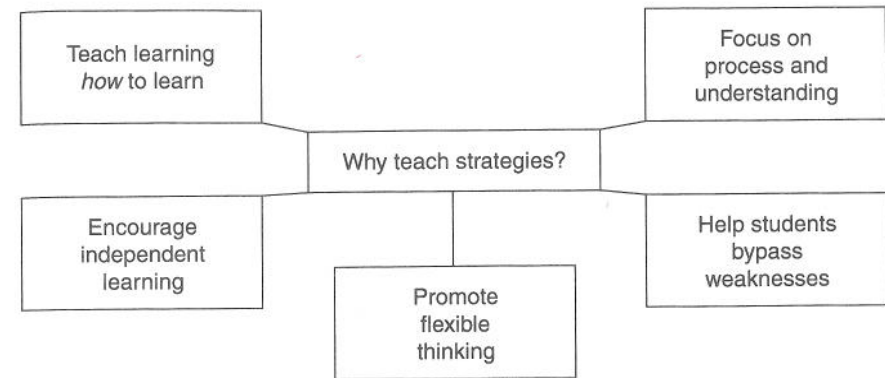 Teach learning
how to learn
Focus on
process and
understanding
Why teach strategies?
Encourage
independent
learning
Help students
bypass
weaknesses
Promote
flexible
thinking